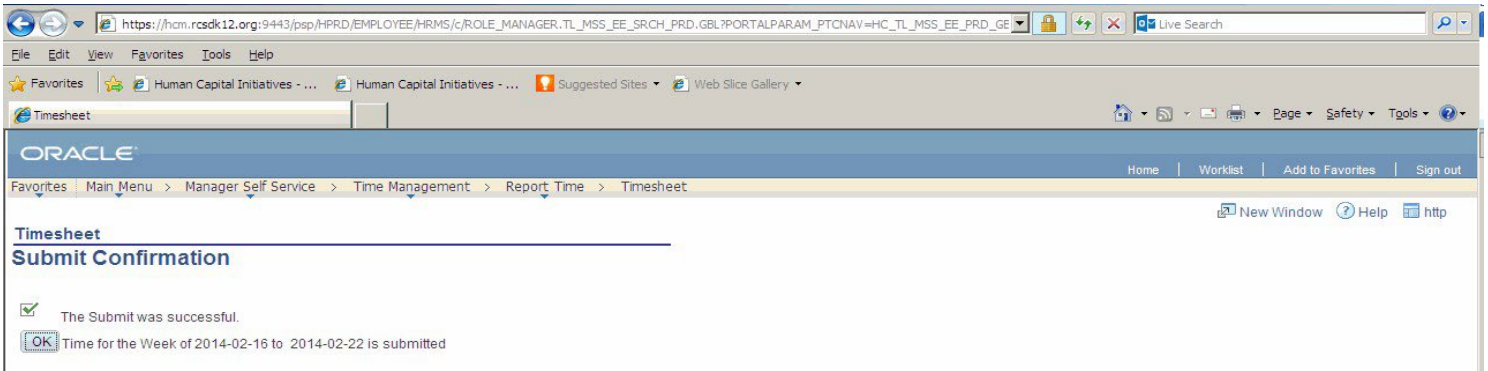 https://hcm.rcsdk12.org:9443/psp/HPRD/EMPLOYEE/HRMS/c/ROLE_MANAGER.TL_MSS_EE_SRCH_PRD.GBL?PORTALPARAM_PTCNAV=HC_TL_MSS_EE_PRD_GE Live Search
File Edit View Favorites Tools Help
Favorites Human Capital Initiatives - ... Human Capital Initiatives - ... Suggested Sites Web Slice Gallery
Timesheet Page Safety Tools
ORACLE
Home | Worklist | Add to Favorites | Sign out
Favorites Main Menu > Manager Self Service > Time Management > Report Time > Timesheet
New Window Help http
Timesheet
Submit Confirmation
The Submit was successful.
OK Time for the Week of 2014-02-16 to 2014-02-22 is submitted